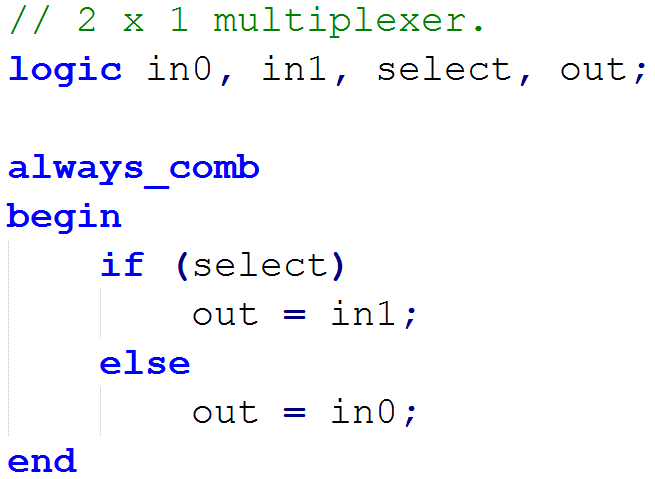 // 2 x 1 multiplexer.
logic in0, in1, select, out;
always_comb
begin
if (select)
out = in1;
else
out = in0;
end